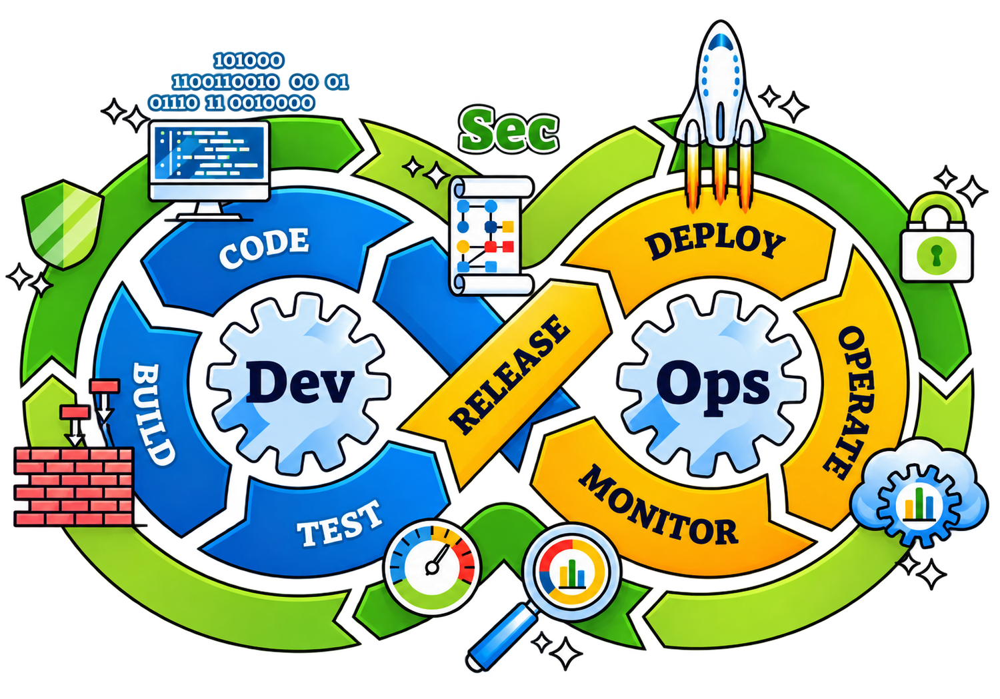 101000
1100110010 00 01
01110 11 0010000
Sec
CODE
DEPLOY
BUILD
Dev
RELEASE
Ops
OPERATE
TEST
MONITOR